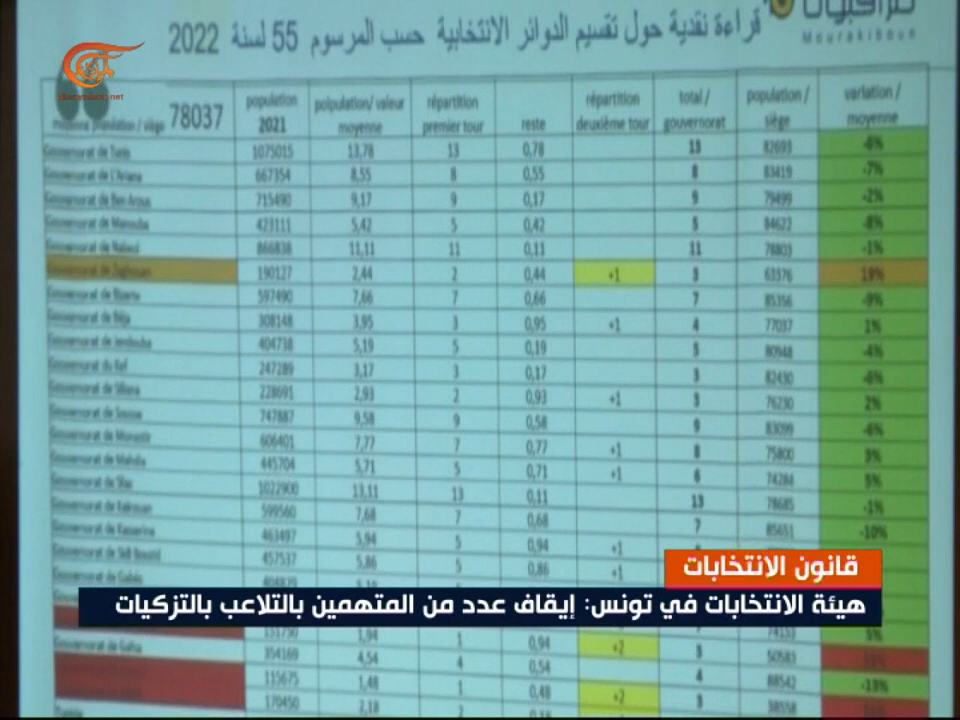 مراقبون
Mourakiboun
قراءة نقدية حول تقسيم الدوائر الانتخابية حسب المرسوم 55 لسنة 2022
moyenne population / siège 78037 population 2021 polpulation/ valeur moyenne répartition premier tour reste répartition deuxième tour total / gouvernorat population / siège variation / moyenne
Gouvernorat de Tunis 1075015 13,78 13 0,78 13 82693 -6%
Gouvernorat de L'Ariana 667354 8,55 8 0,55 8 83419 -7%
Gouvernorat de Ben Arous 715490 9,17 9 0,17 9 79499 -2%
Gouvernorat de Manouba 423111 5,42 5 0,42 5 84622 -8%
Gouvernorat de Nabeul 866838 11,11 11 0,11 11 78803 -1%
Gouvernorat de Zaghouan 190127 2,44 2 0,44 +1 3 63376 19%
Gouvernorat de Bizerte 597490 7,66 7 0,66 7 85356 -9%
Gouvernorat de Béja 308148 3,95 3 0,95 +1 4 77037 1%
Gouvernorat de Jendouba 404738 5,19 5 0,19 5 80948 -4%
Gouvernorat du Kef 247289 3,17 3 0,17 3 82430 -6%
Gouvernorat de Siliana 228691 2,93 2 0,93 +1 3 76230 2%
Gouvernorat de Sousse 747887 9,58 9 0,58 9 83099 -6%
Gouvernorat de Monastir 606401 7,77 7 0,77 +1 8 75800 3%
Gouvernorat de Mahdia 445704 5,71 5 0,71 +1 6 74284 5%
Gouvernorat de Sfax 1022900 13,11 13 0,11 13 78685 -1%
Gouvernorat de Kairouan 599560 7,68 7 0,68 7 85651 -10%
Gouvernorat de Kasserine 463497 5,94 5 0,94 +1
Gouvernorat de Sidi Bouzid 457537 5,86 5 0,86 +1
Gouvernorat de Gabès
قانون الانتخابات
هيئة الانتخابات في تونس: إيقاف عدد من المتهمين بالتلاعب بالتزكيات
151750 1,94 1 0,94 +2 3 50583
Gouvernorat de Gafsa 354169 4,54 4 0,54 4 88542 -13%
115675 1,48 1 0,48 +2 3 38558
170450 2,18 2